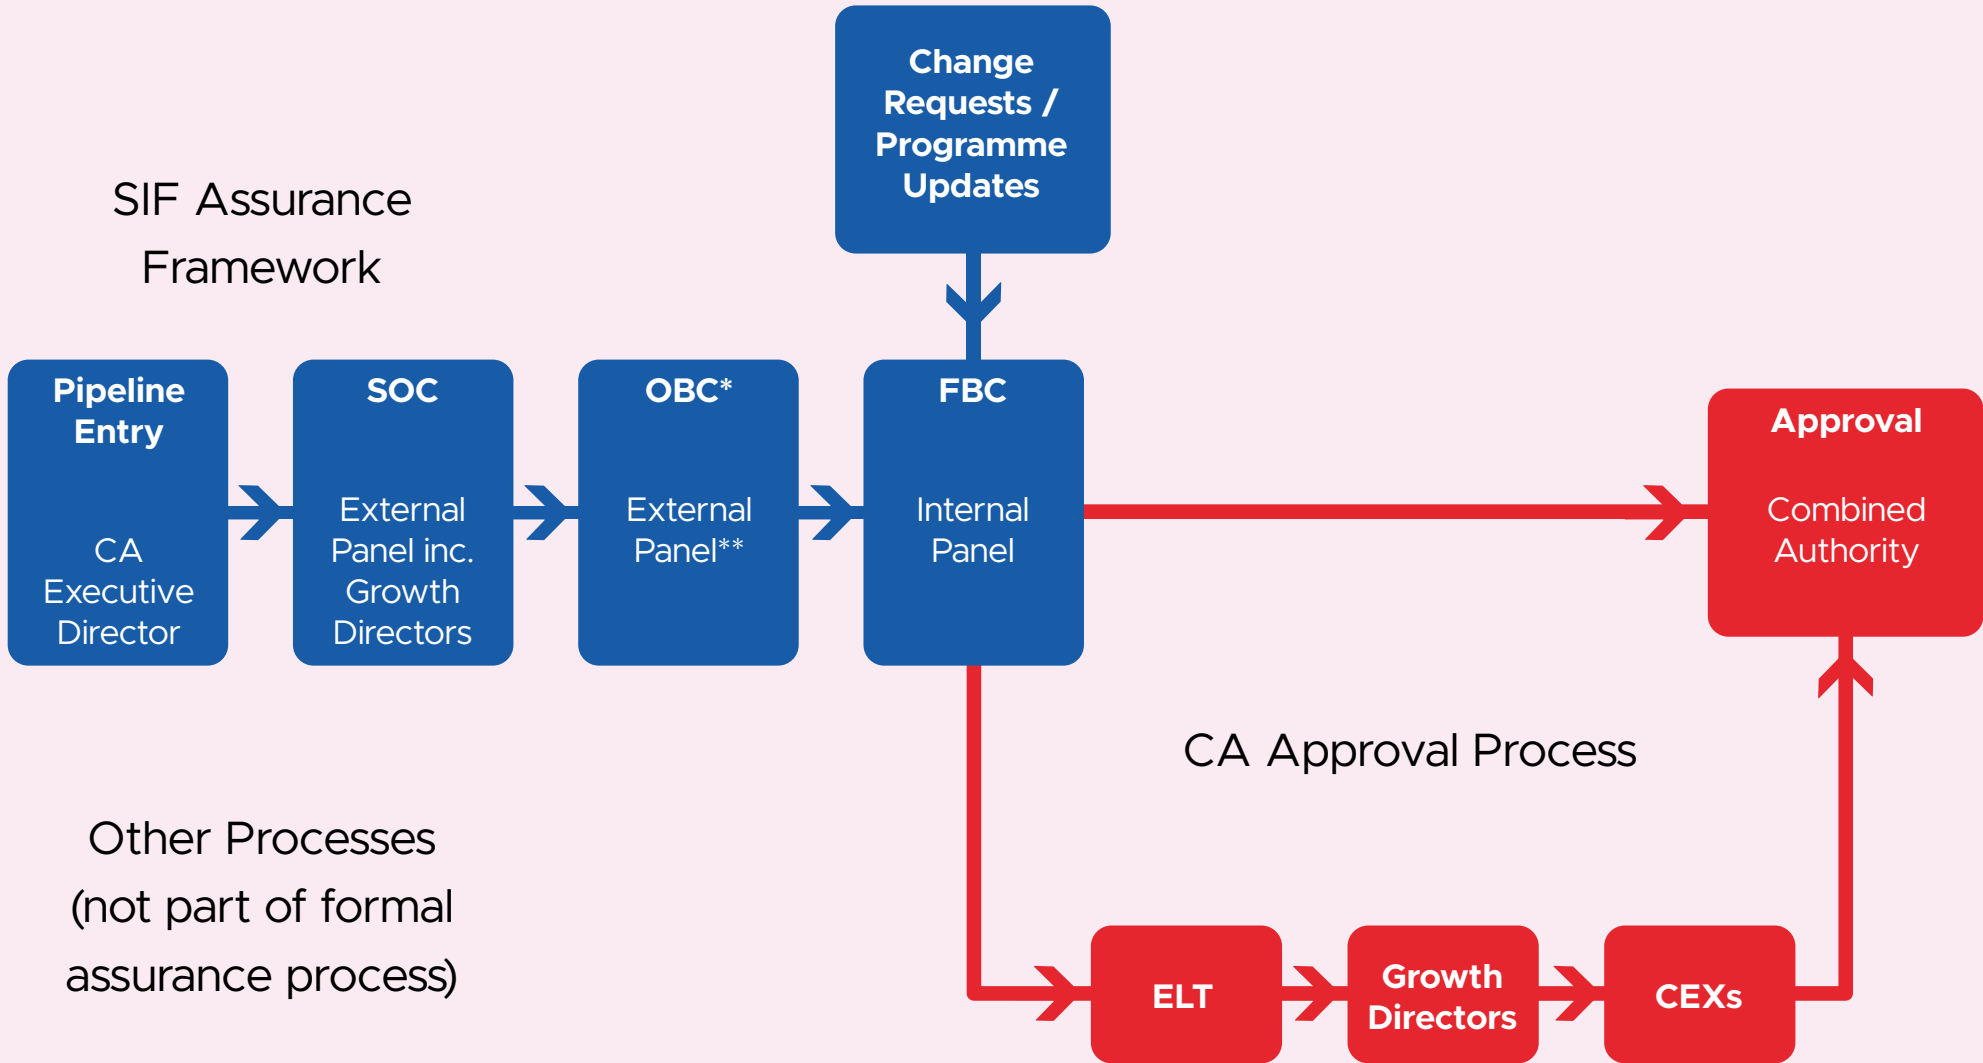 Change
Requests /
Programme
Updates
SIF Assurance
Framework
Pipeline
Entry
CA
Executive
Director
SOC
External
Panel inc.
Growth
Directors
OBC*
External
Panel**
FBC
Internal
Panel
Approval
Combined
Authority
CA Approval Process
Other Processes
(not part of formal
assurance process)
ELT
Growth
Directors
CEXs